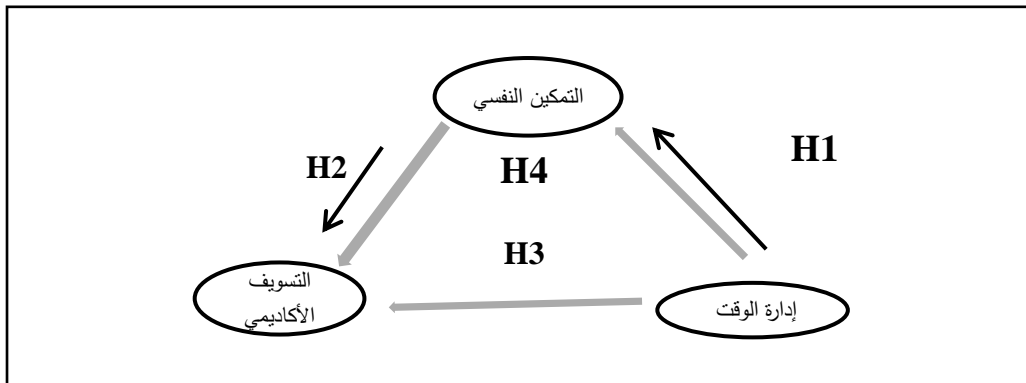 التمكين النفسي
H1
H2
H4
H3
التسويف
الأكاديمي
إدارة الوقت